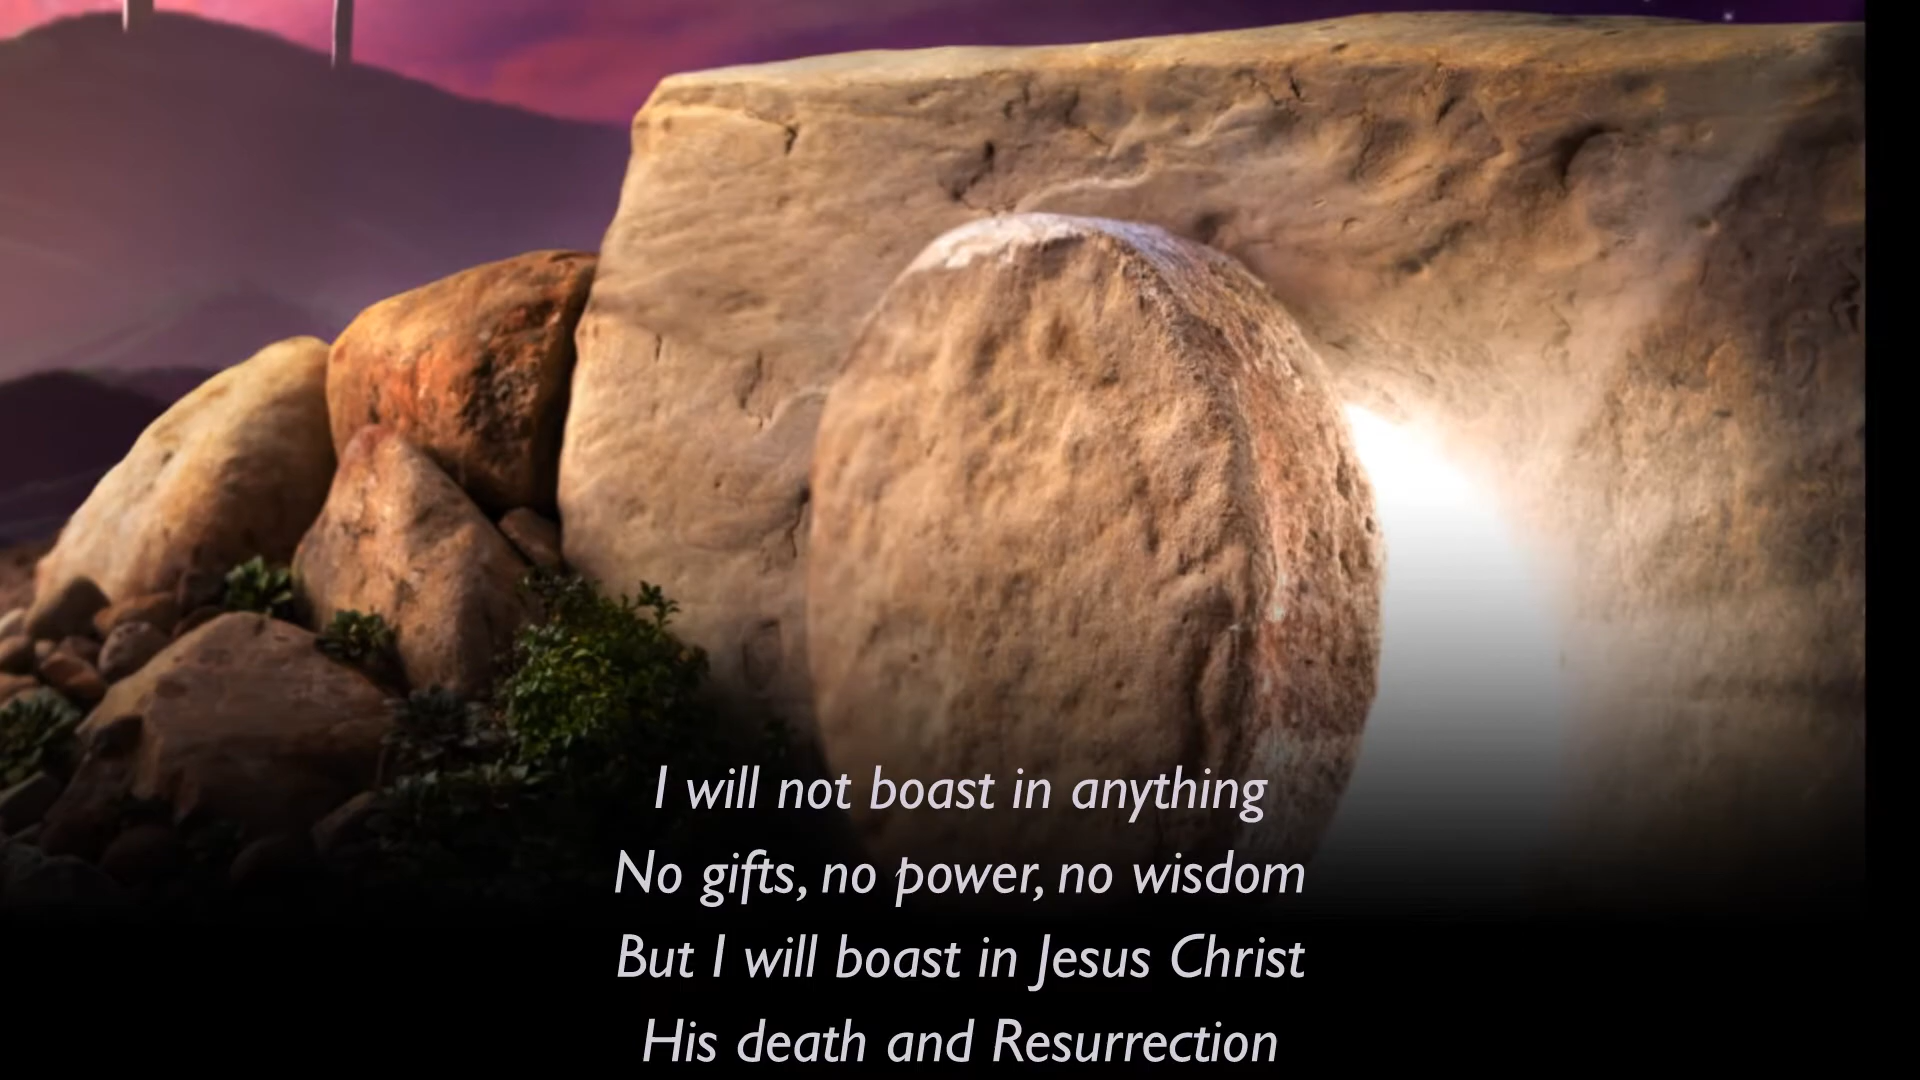 I will not boast in anything
No gifts, no power, no wisdom
But I will boast in Jesus Christ
His death and Resurrection